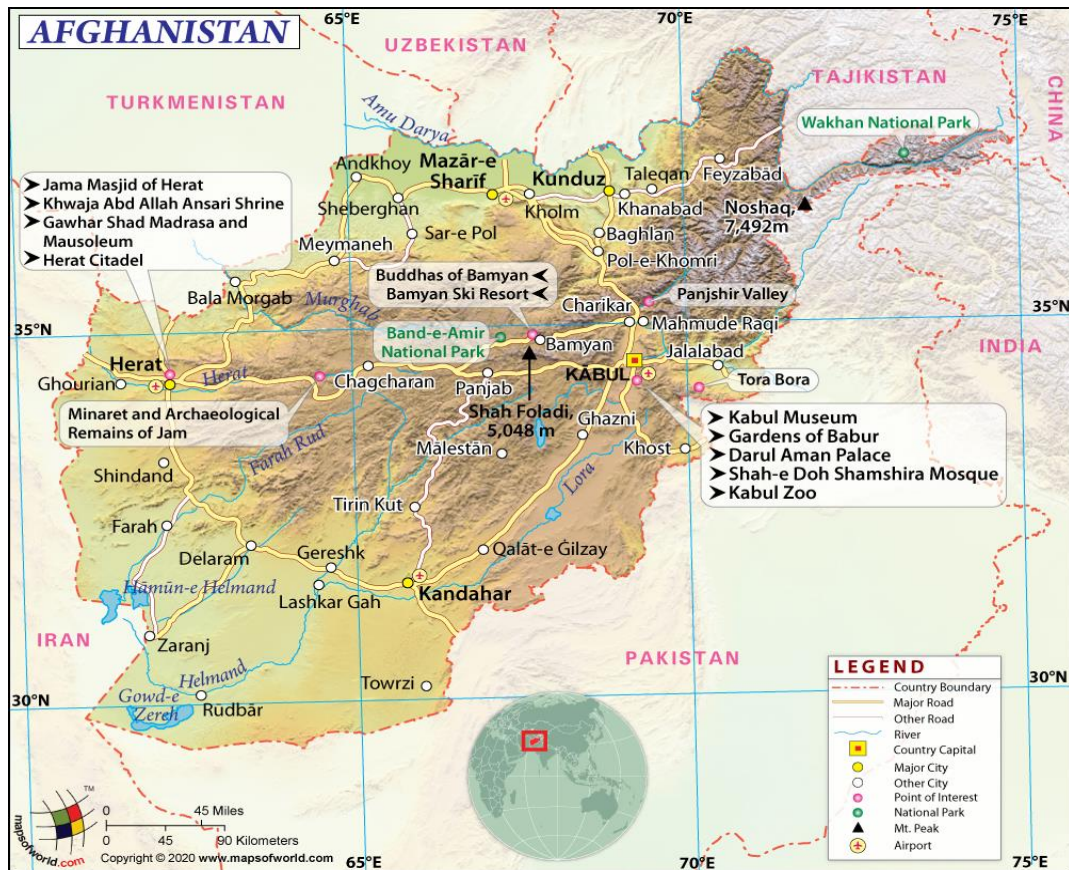 AFGHANISTAN
65°E
70°E
75°E
UZBEKISTAN
TAJIKISTAN
CHINA
TURKMENISTAN
Amu Darya
Wakhan National Park
Andkhoy
Mazār-e
Sharīf
Kunduz
Taleqan
Feyzabād
➤ Jama Masjid of Herat
➤ Khwaja Abd Allah Ansari Shrine
➤ Gawhar Shad Madrasa and
Mausoleum
➤ Herat Citadel
Sheberghan
Kholm
Khanabad
Noshaq,
7,492m
Sar-e Pol
Baghlan
Meymaneh
Pol-e-Khomri
Buddhas of Bamyan ➤
Bamyan Ski Resort ➤
Bala Morgab
Murghab
Panjshir Valley
Charikar
35°N
35°N
Mahmude Raqi
Band-e-Amir
National Park
Bamyan
INDIA
Herat
Jalalabad
Ghourian
Herat
Chagcharan
Panjab
KĀBUL
Tora Bora
Minaret and Archaeological
Remains of Jam
Shah Foladi,
5,048 m
Ghazni
➤ Kabul Museum
➤ Gardens of Babur
➤ Darul Aman Palace
➤ Shah-e Doh Shamshira Mosque
➤ Kabul Zoo
Farah Rud
Mālestān
Khost
Shindand
Lora
Tirin Kut
Farah
Delaram
Gereshk
Qalāt-e Ġilzay
Hāmūn-e Helmand
Lashkar Gah
Kandahar
IRAN
Zaranj
PAKISTAN
Helmand
Towrzi
30°N
30°N
Gowd-e
Zereh
Rūdbār
LEGEND
Country Boundary
Major Road
Other Road
River
Country Capital
Major City
Other City
Point of Interest
National Park
Mt. Peak
Airport
TM
mapsofworld.com
0 45 Miles
0 45 90 Kilometers
Copyright © 2020 www.mapsofworld.com
65°E
70°E
75°E